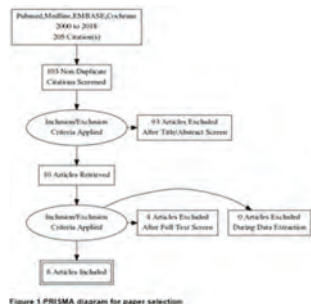 Pubmed,Medline,EMBASE,Cochrane
2000 to 2018
205 Citation(s)
103 Non-Duplicate
Citations Screened
Inclusion/Exclusion
Criteria Applied
93 Articles Excluded
After Title/Abstract Screen
10 Articles Retrieved
Inclusion/Exclusion
Criteria Applied
4 Articles Excluded
After Full Text Screen
0 Articles Excluded
During Data Extraction
6 Articles Included
Figure 1 PRISMA diagram for paper selection